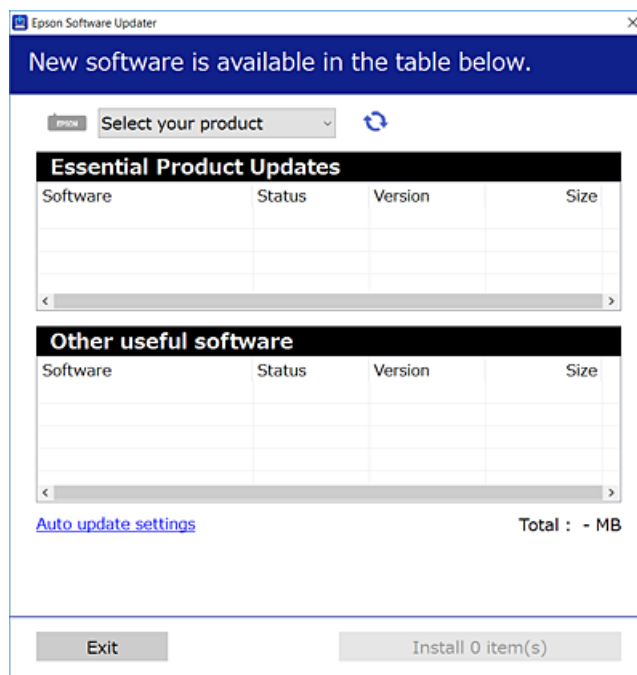 Epson Software Updater
New software is available in the table below.
EPSON Select your product
Essential Product Updates
Software Status Version Size
Other useful software
Software Status Version Size
Auto update settings Total : - MB
Exit Install 0 item(s)